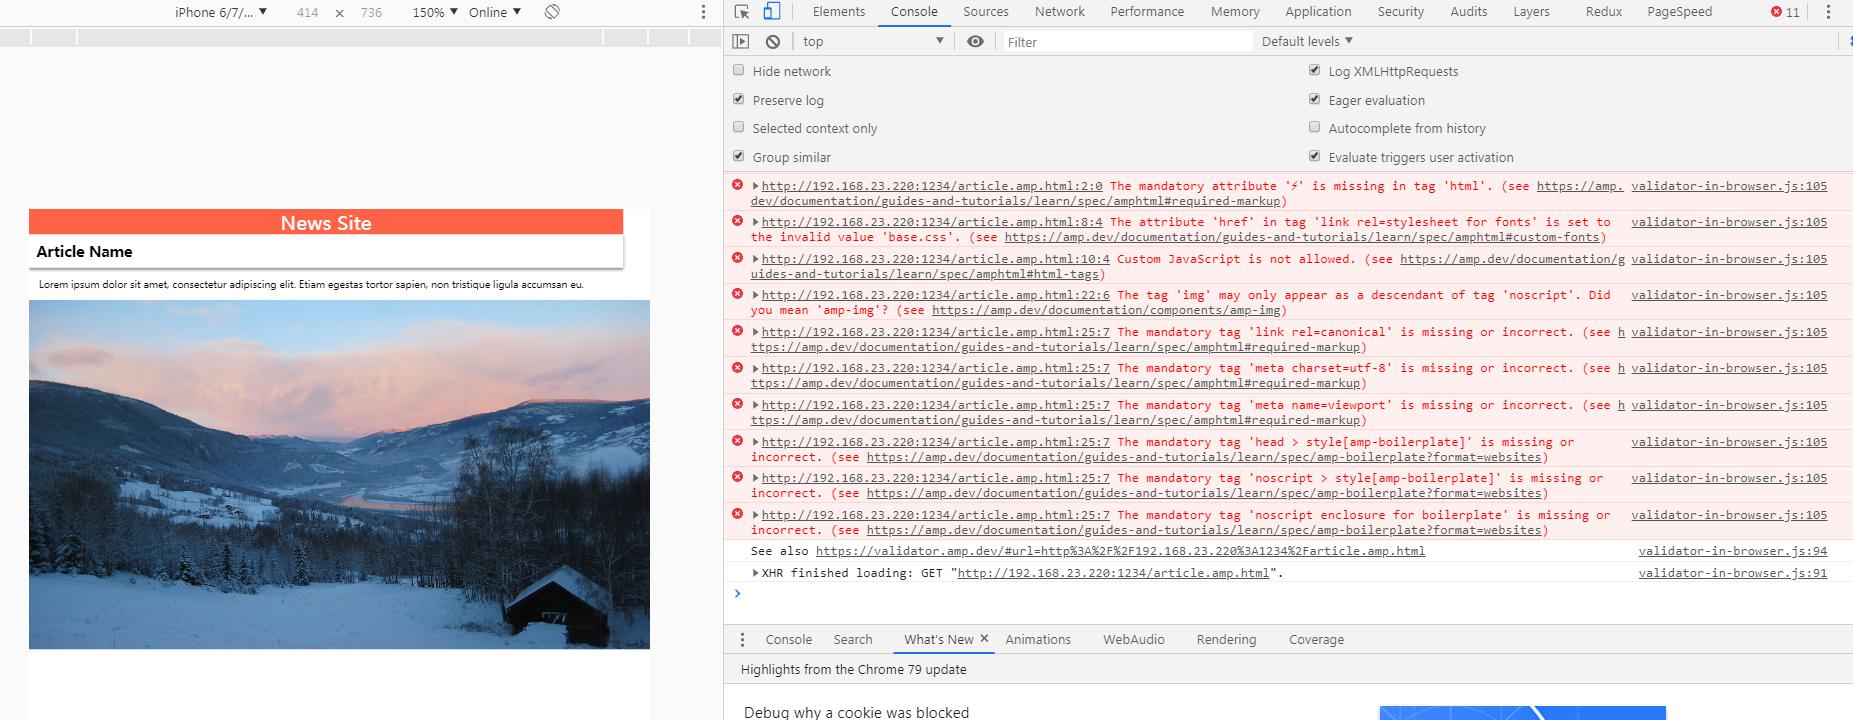 iPhone 6/7/... ▼ 414 × 736 150% ▼ Online ▼
News Site
Article Name
Lorem ipsum dolor sit amet, consectetur adipiscing elit. Etiam egestas tortor sapien, non tristique ligula accumsan eu.
Elements Console Sources Network Performance Memory Application Security Audits Layers Redux PageSpeed 11
top ▼ Filter Default levels ▼
Hide network Log XMLHttpRequests
Preserve log Eager evaluation
Selected context only Autocomplete from history
Group similar Evaluate triggers user activation
http://192.168.23.220:1234/article.amp.html:2:0 The mandatory attribute '⚡' is missing in tag 'html'. (see https://amp. validator-in-browser.js:105
dev/documentation/guides-and-tutorials/learn/spec/amphtml#required-markup)
http://192.168.23.220:1234/article.amp.html:8:4 The attribute 'href' in tag 'link rel=stylesheet for fonts' is set to validator-in-browser.js:105
the invalid value 'base.css'. (see https://amp.dev/documentation/guides-and-tutorials/learn/spec/amphtml#custom-fonts)
http://192.168.23.220:1234/article.amp.html:10:4 Custom JavaScript is not allowed. (see https://amp.dev/documentation/g validator-in-browser.js:105
uides-and-tutorials/learn/spec/amphtml#html-tags)
http://192.168.23.220:1234/article.amp.html:22:6 The tag 'img' may only appear as a descendant of tag 'noscript'. Did validator-in-browser.js:105
you mean 'amp-img'? (see https://amp.dev/documentation/components/amp-img)
http://192.168.23.220:1234/article.amp.html:25:7 The mandatory tag 'link rel=canonical' is missing or incorrect. (see h validator-in-browser.js:105
ttps://amp.dev/documentation/guides-and-tutorials/learn/spec/amphtml#required-markup)
http://192.168.23.220:1234/article.amp.html:25:7 The mandatory tag 'meta charset=utf-8' is missing or incorrect. (see h validator-in-browser.js:105
ttps://amp.dev/documentation/guides-and-tutorials/learn/spec/amphtml#required-markup)
http://192.168.23.220:1234/article.amp.html:25:7 The mandatory tag 'meta name=viewport' is missing or incorrect. (see h validator-in-browser.js:105
ttps://amp.dev/documentation/guides-and-tutorials/learn/spec/amphtml#required-markup)
http://192.168.23.220:1234/article.amp.html:25:7 The mandatory tag 'head > style[amp-boilerplate]' is missing or validator-in-browser.js:105
incorrect. (see https://amp.dev/documentation/guides-and-tutorials/learn/spec/amp-boilerplate?format=websites)
http://192.168.23.220:1234/article.amp.html:25:7 The mandatory tag 'noscript > style[amp-boilerplate]' is missing or validator-in-browser.js:105
incorrect. (see https://amp.dev/documentation/guides-and-tutorials/learn/spec/amp-boilerplate?format=websites)
http://192.168.23.220:1234/article.amp.html:25:7 The mandatory tag 'noscript enclosure for boilerplate' is missing or validator-in-browser.js:105
incorrect. (see https://amp.dev/documentation/guides-and-tutorials/learn/spec/amp-boilerplate?format=websites)
See also https://validator.amp.dev/#url=http%3A%2F%2F192.168.23.220%3A1234%2Farticle.amp.html validator-in-browser.js:94
XHR finished loading: GET "http://192.168.23.220:1234/article.amp.html". validator-in-browser.js:91
Console Search What's New × Animations WebAudio Rendering Coverage
Highlights from the Chrome 79 update
Debug why a cookie was blocked